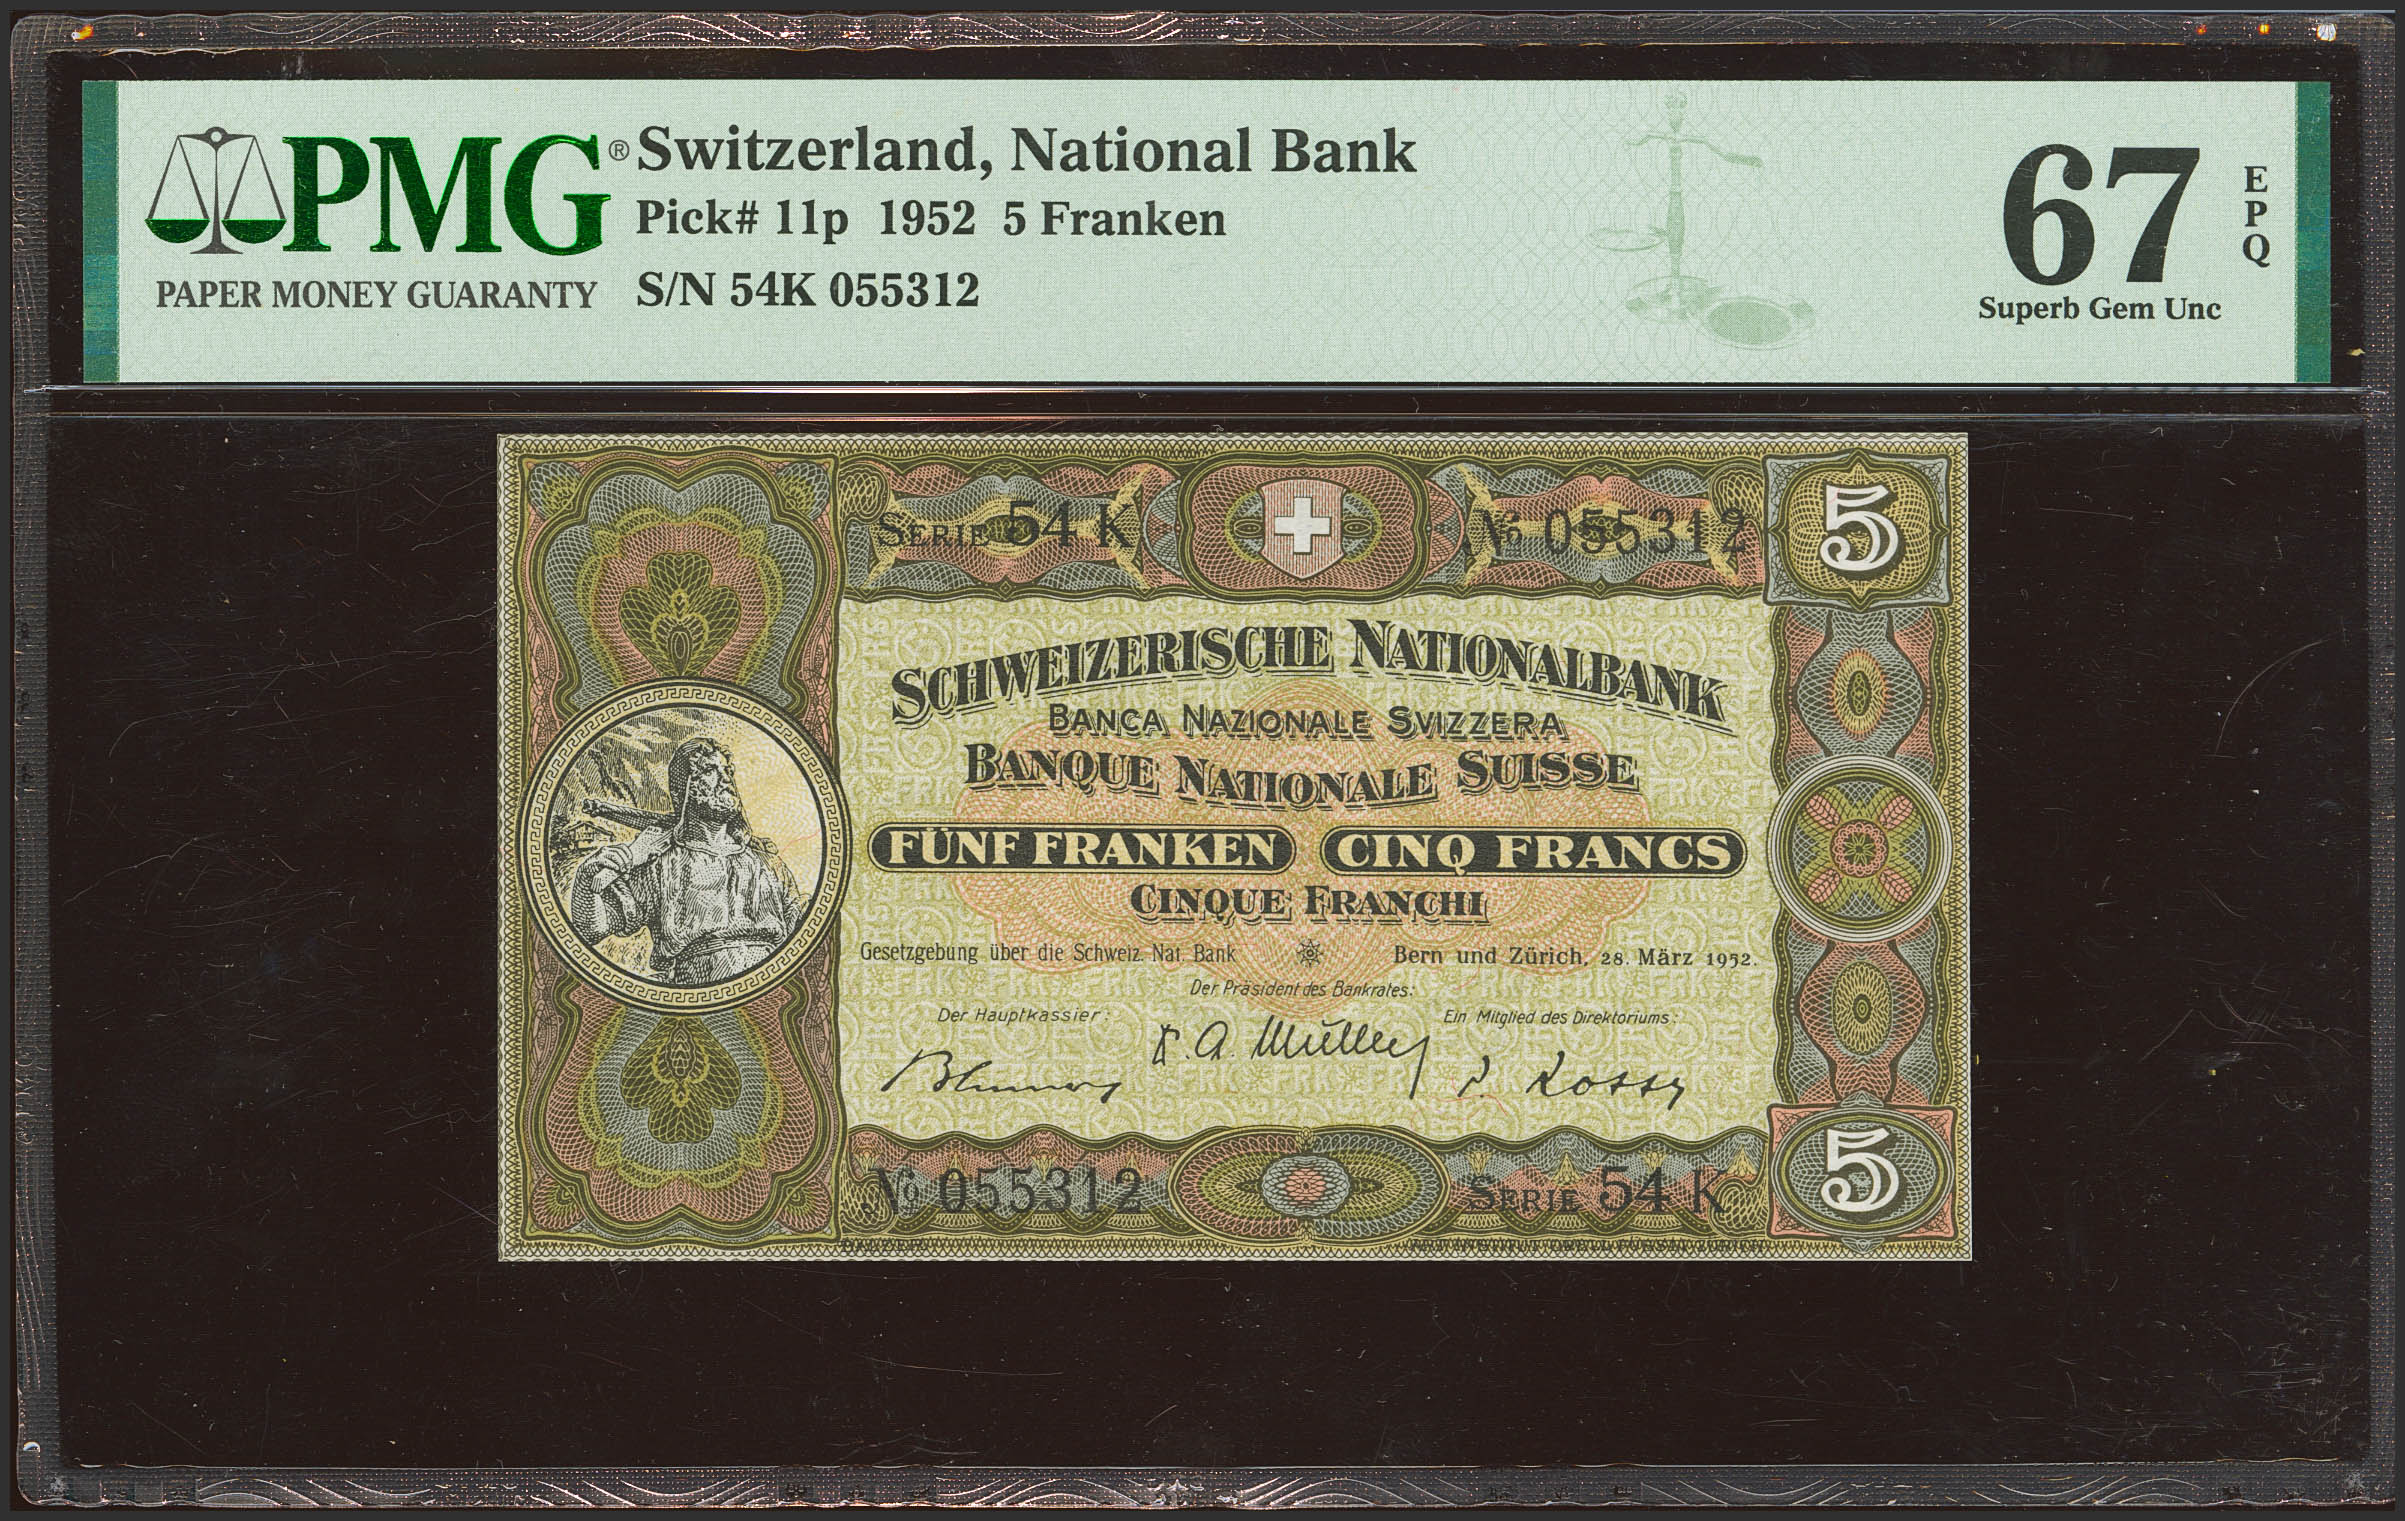 PMG®
PAPER MONEY GUARANTY
Switzerland, National Bank
Pick# 11p 1952 5 Franken
S/N 54K 055312
67
EPQ
Superb Gem Unc
SERIE 54 K
No 055312
5
SCHWEIZERISCHE NATIONALBANK
BANCA NAZIONALE SVIZZERA
BANQUE NATIONALE SUISSE
FÜNF FRANKEN CINQ FRANCS
CINQUE FRANCHI
Gesetzgebung über die Schweiz. Nat. Bank
Bern und Zürich, 28. März 1952.
Der Präsident des Bankrates:
Der Hauptkassier:
Ein Mitglied des Direktoriums:
No 055312
SERIE 54 K
5